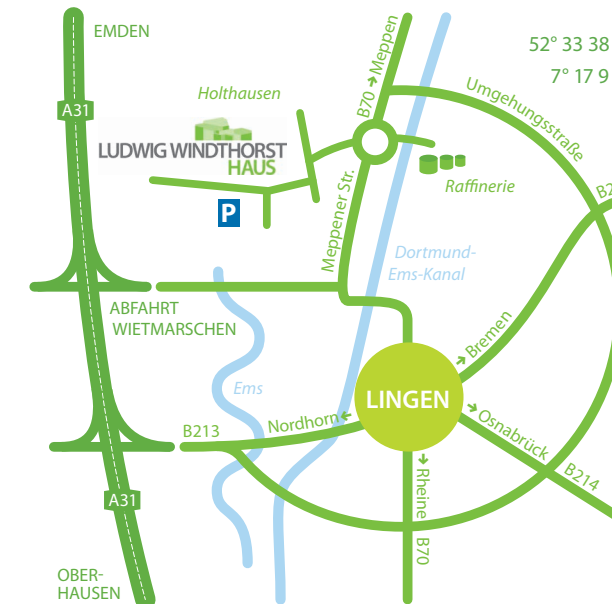 EMDEN
52° 33 38
7° 17 9
B70 → Meppen
Umgehungsstraße
Holthausen
A31
LUDWIG WINDTHORST
HAUS
Raffinerie
P
Meppener Str.
Dortmund-
Ems-Kanal
ABFAHRT
WIETMARSCHEN
Bremen
Ems
LINGEN
Nordhorn
B213
Osnabrück
B214
Rheine
B70
A31
OBER-
HAUSEN